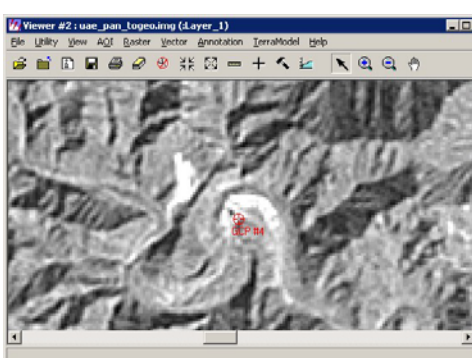 Viewer #2 : uae_pan_togeo.img (:Layer_1)
File Utility View AOI Raster Vector Annotation TerraModel Help
GCP #4